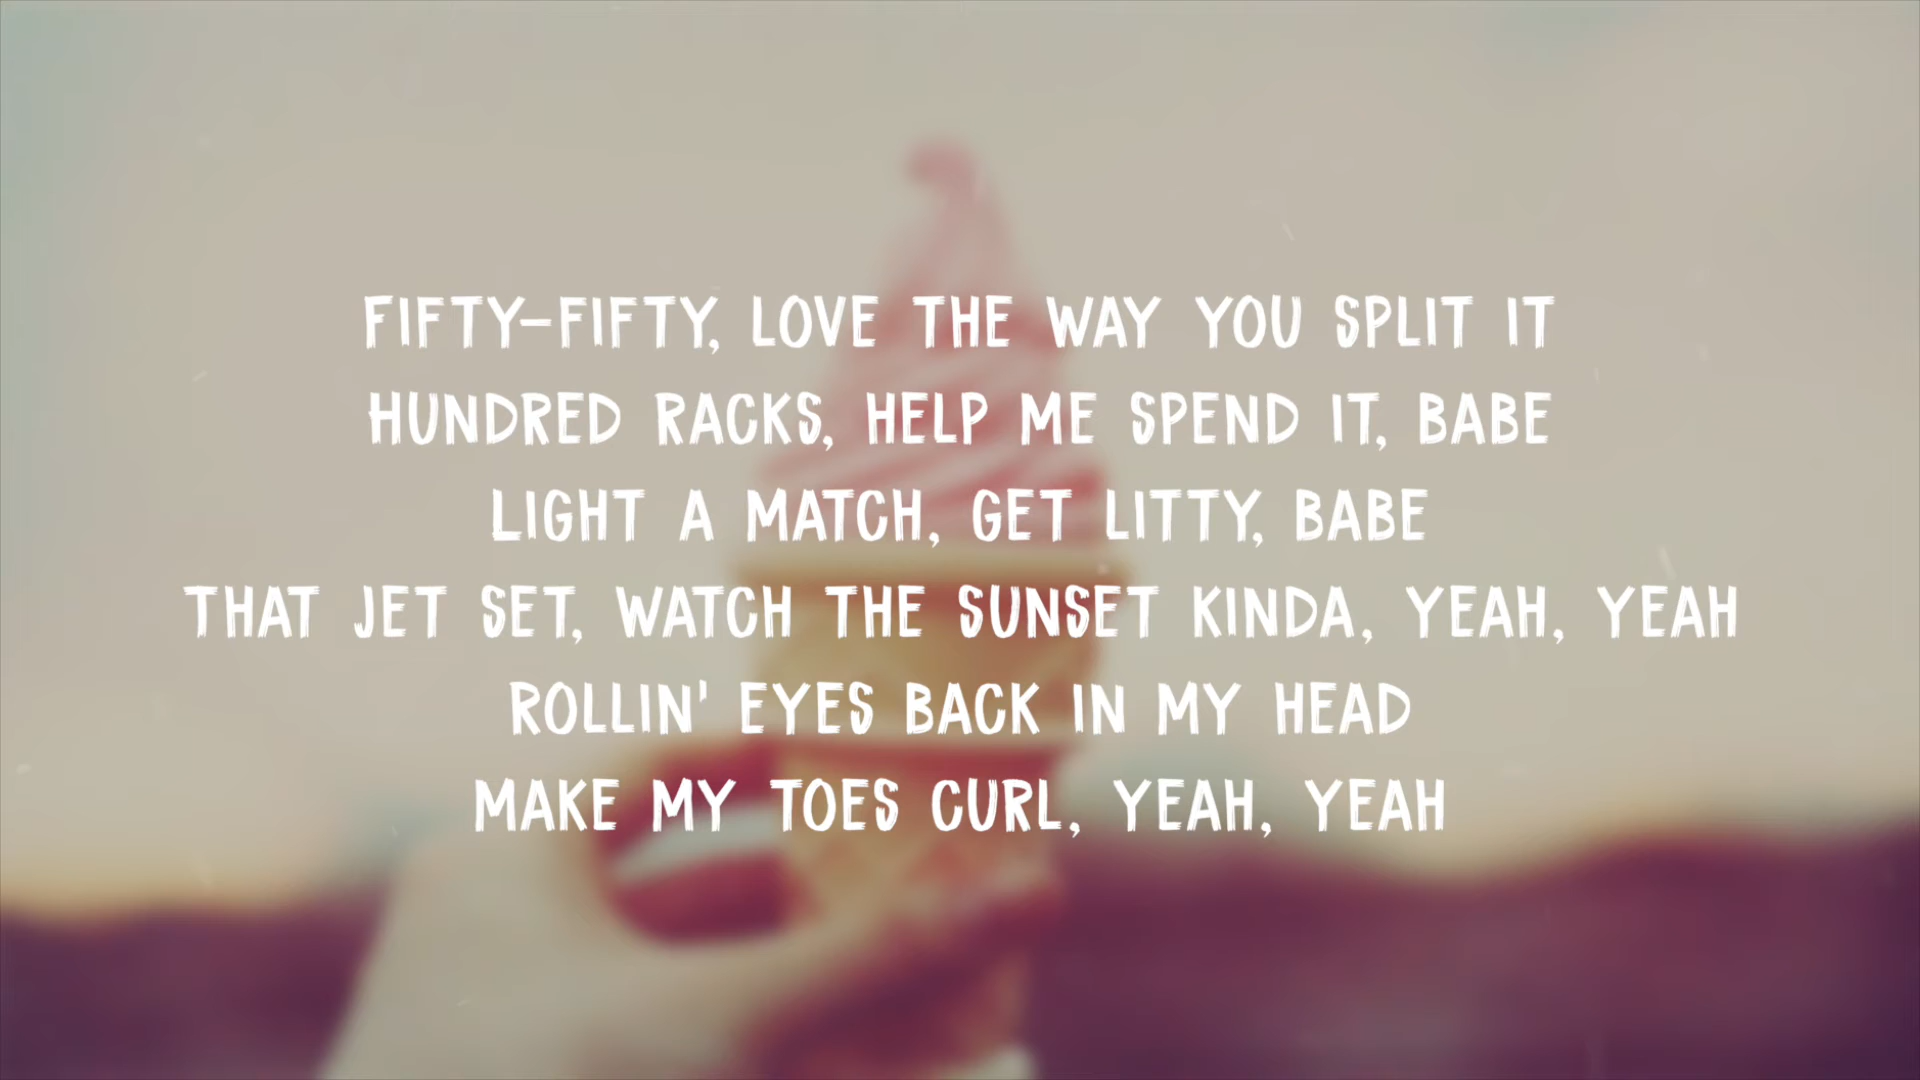 FIFTY-FIFTY, LOVE THE WAY YOU SPLIT IT
HUNDRED RACKS, HELP ME SPEND IT, BABE
LIGHT A MATCH, GET LITTY, BABE
THAT JET SET, WATCH THE SUNSET KINDA, YEAH, YEAH
ROLLIN' EYES BACK IN MY HEAD
MAKE MY TOES CURL, YEAH, YEAH